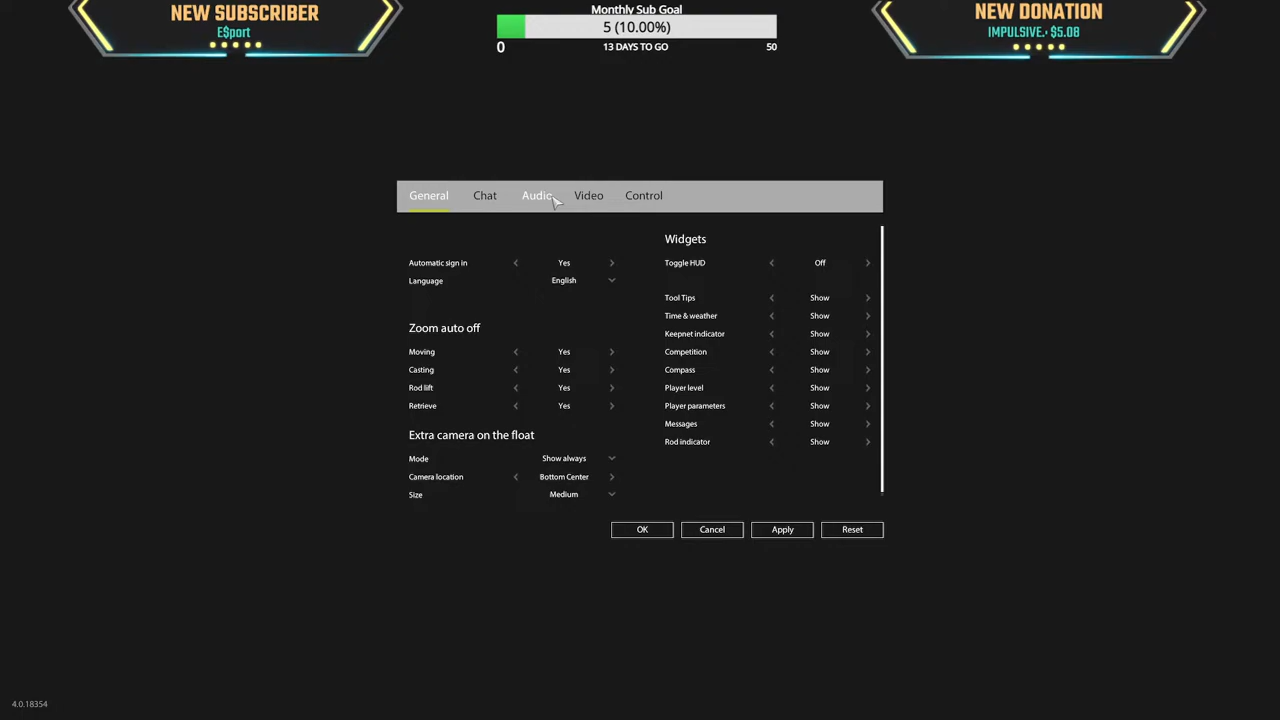 NEW SUBSCRIBER
E$port
Monthly Sub Goal
5 (10.00%)
0
13 DAYS TO GO
50
NEW DONATION
IMPULSIVE.: $5.08
General Chat Audio Video Control
Automatic sign in Yes
Language English
Zoom auto off
Moving Yes
Casting Yes
Rod lift Yes
Retrieve Yes
Extra camera on the float
Mode Show always
Camera location Bottom Center
Size Medium
Widgets
Toggle HUD Off
Tool Tips Show
Time & weather Show
Keepnet indicator Show
Competition Show
Compass Show
Player level Show
Player parameters Show
Messages Show
Rod indicator Show
OK Cancel Apply Reset
4.0.18354